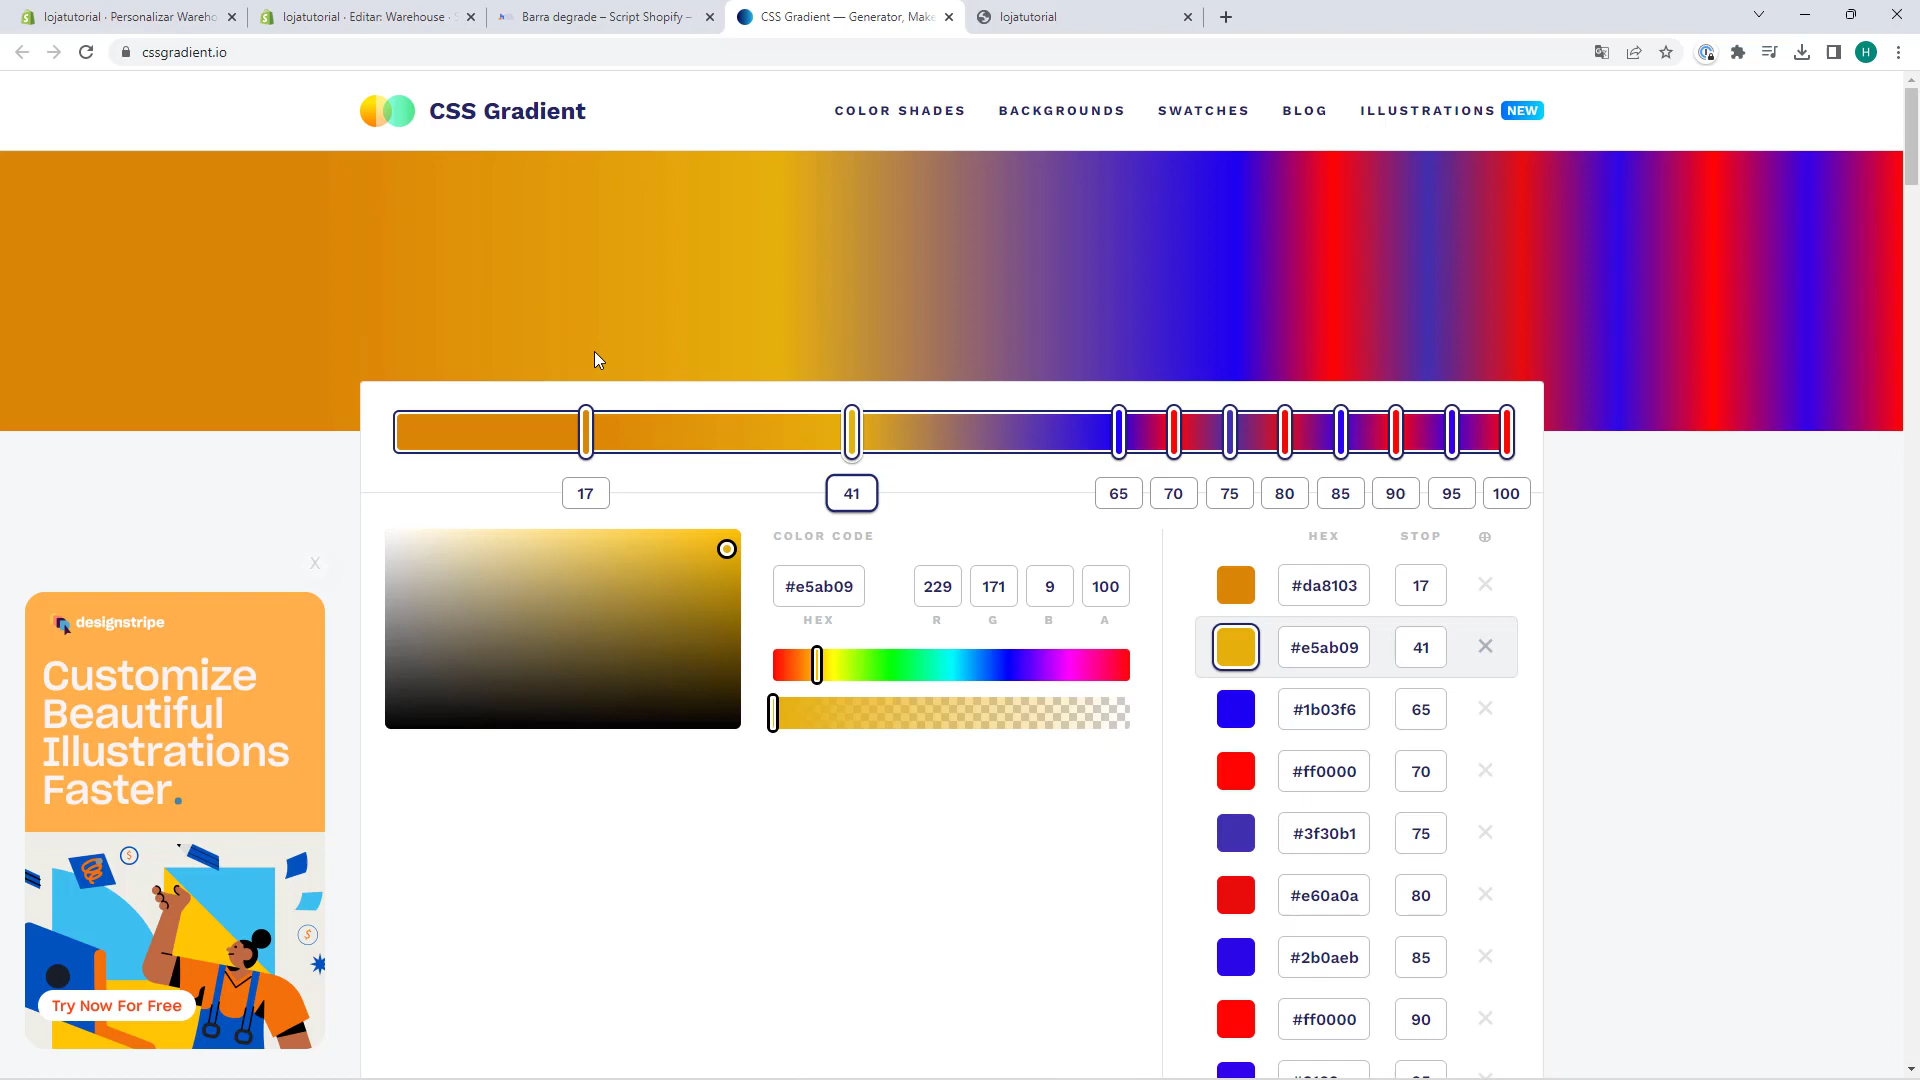 lojatutorial · Personalizar Wareho
lojatutorial · Editar: Warehouse ·
Barra degrade – Script Shopify –
CSS Gradient — Generator, Make
lojatutorial
cssgradient.io
H
CSS Gradient
COLOR SHADES
BACKGROUNDS
SWATCHES
BLOG
ILLUSTRATIONS NEW
17
41
65
70
75
80
85
90
95
100
COLOR CODE
#e5ab09
229
171
9
100
HEX
R
G
B
A
HEX STOP
#da8103 17
#e5ab09 41
#1b03f6 65
#ff0000 70
#3f30b1 75
#e60a0a 80
#2b0aeb 85
#ff0000 90
X
designstripe
Customize
Beautiful
Illustrations
Faster.
$
$
Try Now For Free